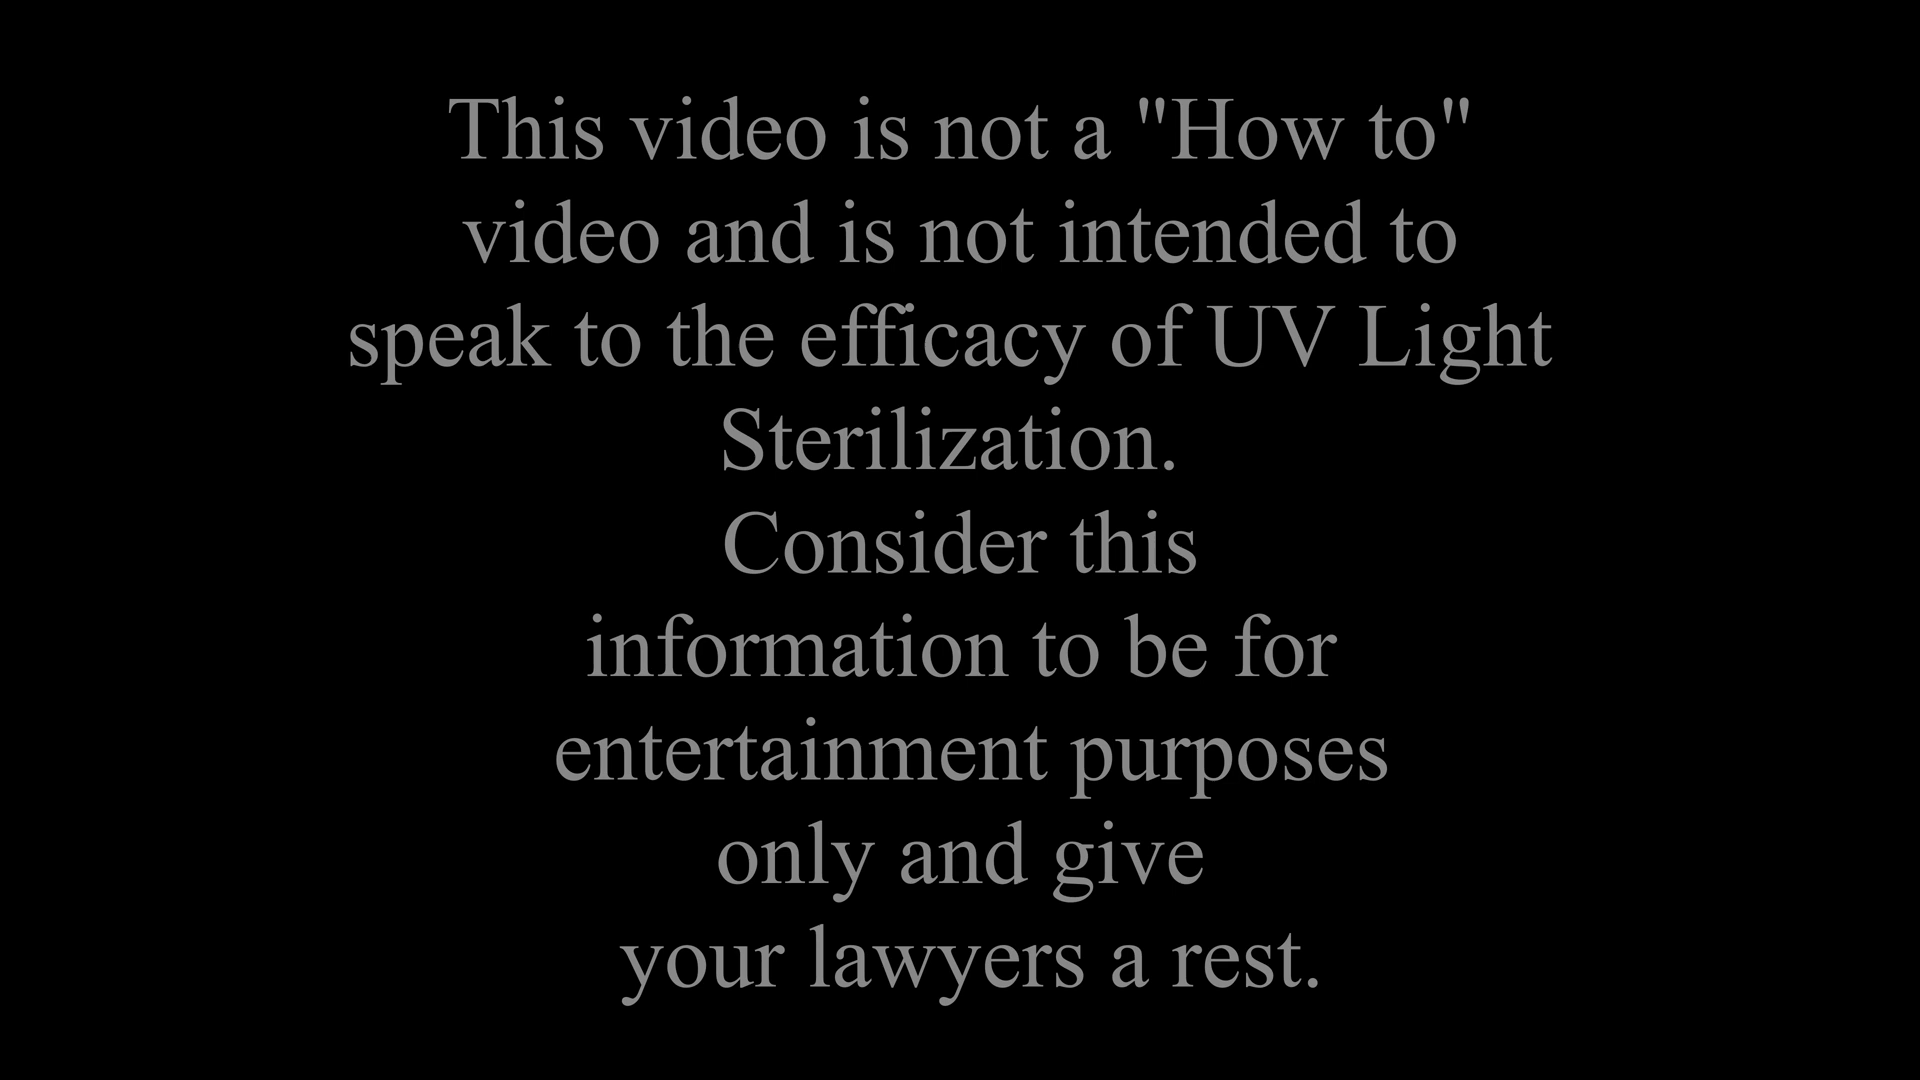 This video is not a "How to"
video and is not intended to
speak to the efficacy of UV Light
Sterilization.
Consider this
information to be for
entertainment purposes
only and give
your lawyers a rest.